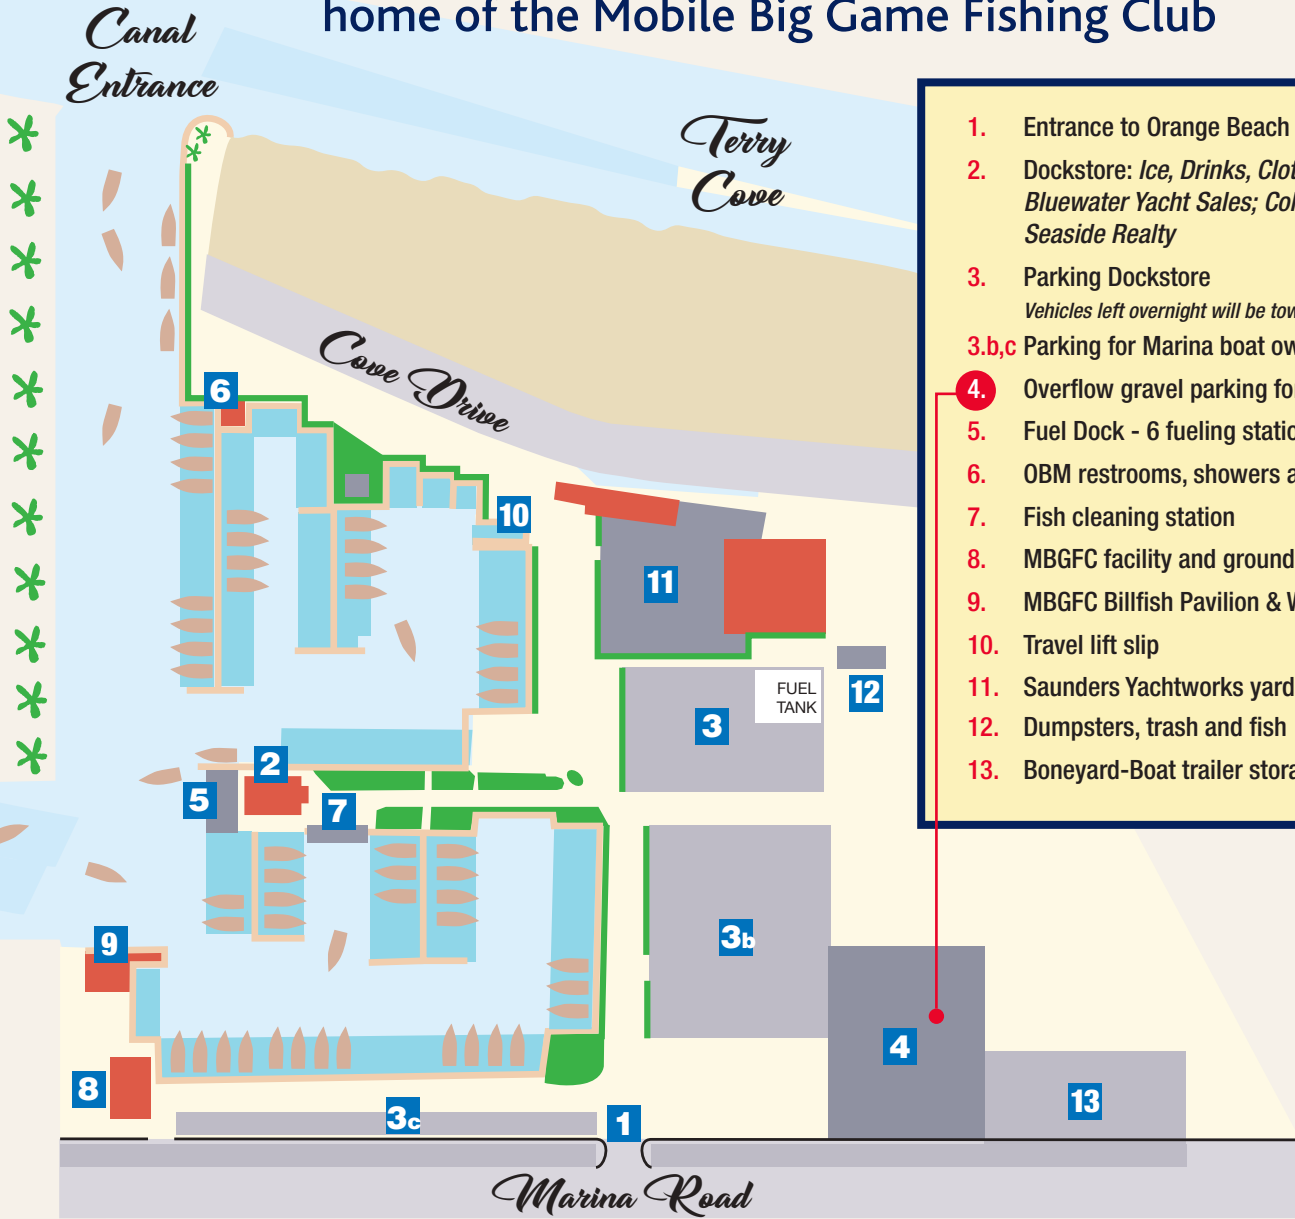 home of the Mobile Big Game Fishing Club
Canal
Entrance
Terry
Cove
Cove Drive
1. Entrance to Orange Beach
2. Dockstore: Ice, Drinks, Clot
Bluewater Yacht Sales; Col
Seaside Realty
3. Parking Dockstore
Vehicles left overnight will be tow
3.b,c Parking for Marina boat ow
4. Overflow gravel parking fo
5. Fuel Dock - 6 fueling statio
6. OBM restrooms, showers a
7. Fish cleaning station
8. MBGFC facility and ground
9. MBGFC Billfish Pavilion & W
10. Travel lift slip
11. Saunders Yachtworks yard
12. Dumpsters, trash and fish
13. Boneyard-Boat trailer stora
6
10
11
12
FUEL
TANK
3
2
5
7
3b
9
4
8
13
3c
1
Marina Road